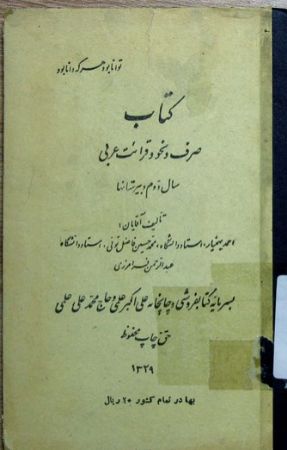 توانا بود هر که دانا بود
کتاب
صرف و نحو و قرائت عربی
سال دوم دبیرستانها
تألیف آقایان:
احمد بهمنیار، استاد دانشگاه، محمد حسین فاضل تونی، استاد دانشگاه
عبدالرحمن فرامرزی
بسرمایه کتابفروشی و چاپخانه علی اکبر علمی و حاج محمد علی علمی
حق چاپ محفوظ
۱۳۲۹
بها در تمام کشور ۲۰ ریال